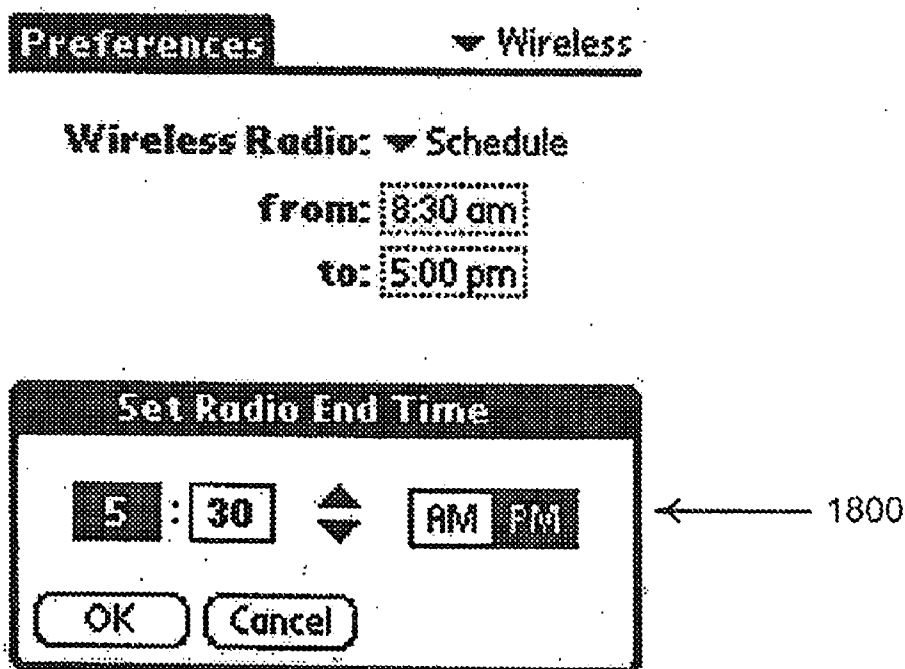 Preferences Wireless
Wireless Radio: Schedule
from: 8:30 am
to: 5:00 pm
Set Radio End Time
5 : 30 AM PM 1800
OK Cancel